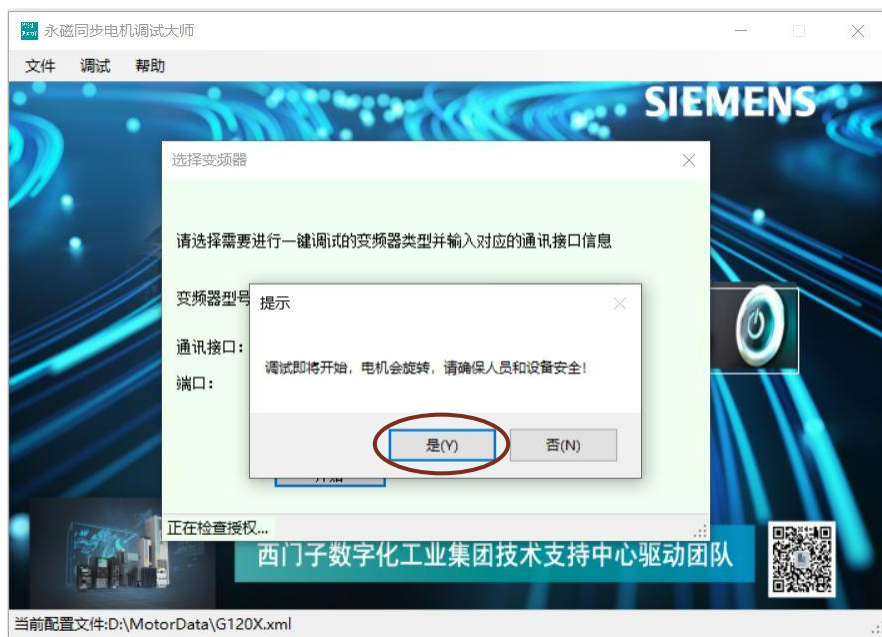 永磁同步电机调试大师
文件 调试 帮助
SIEMENS
选择变频器
请选择需要进行一键调试的变频器类型并输入对应的通讯接口信息
变频器型号
提示
通讯接口：
调试即将开始，电机会旋转，请确保人员和设备安全！
端口：
是(Y) 否(N)
开始
正在检查授权...
西门子数字化工业集团技术支持中心驱动团队
当前配置文件:D:\MotorData\G120X.xml